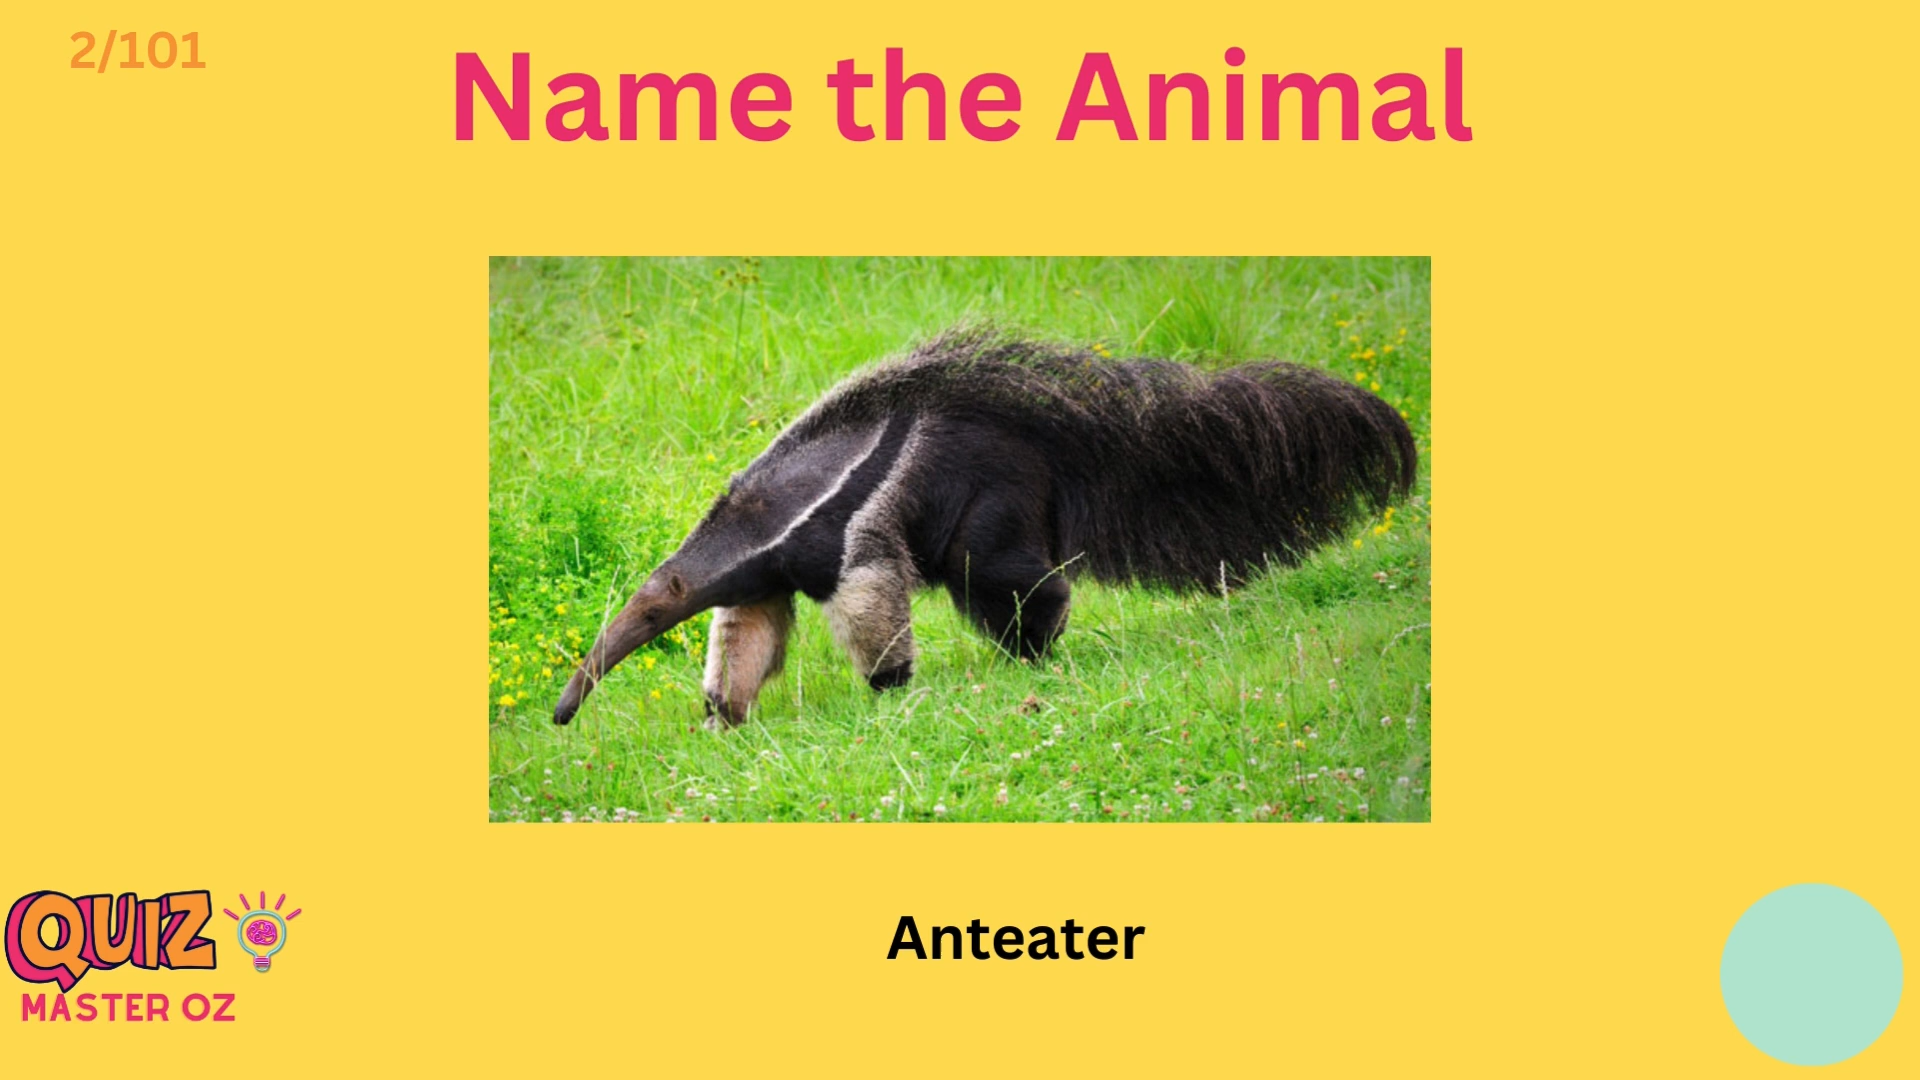 2/101
Name the Animal
Anteater
QUIZ
MASTER OZ